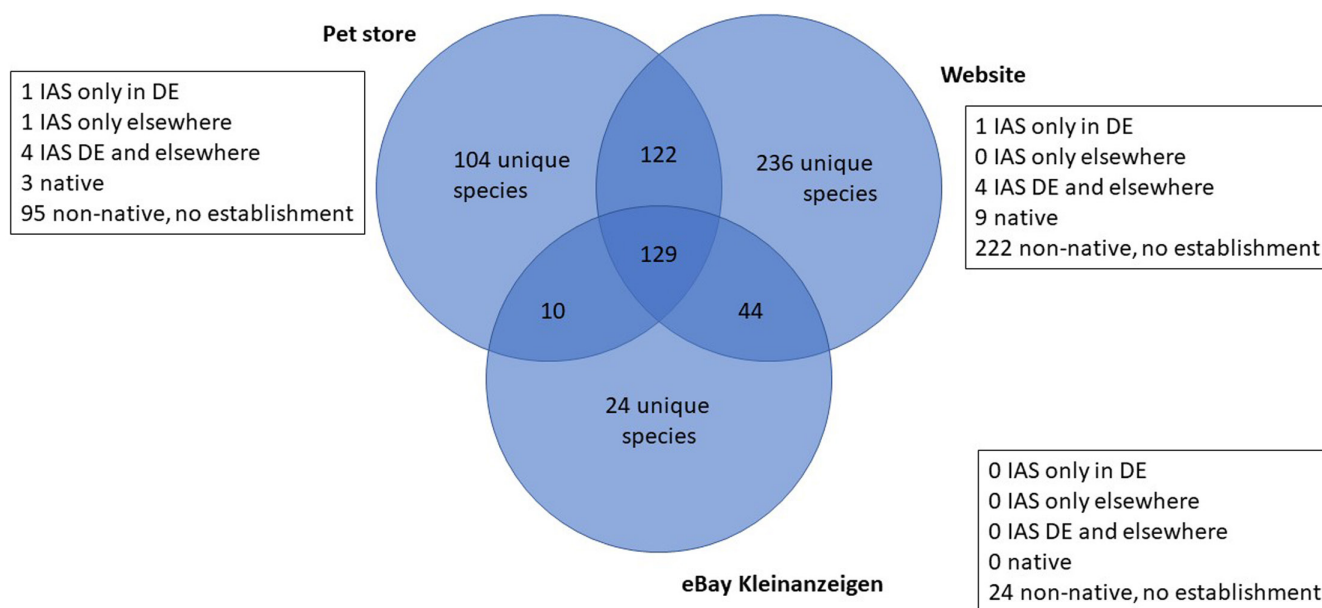 Pet store
1 IAS only in DE
1 IAS only elsewhere
4 IAS DE and elsewhere
3 native
95 non-native, no establishment
Website
1 IAS only in DE
0 IAS only elsewhere
4 IAS DE and elsewhere
9 native
222 non-native, no establishment
104 unique
species
122
236 unique
species
129
10
44
24 unique
species
eBay Kleinanzeigen
0 IAS only in DE
0 IAS only elsewhere
0 IAS DE and elsewhere
0 native
24 non-native, no establishment